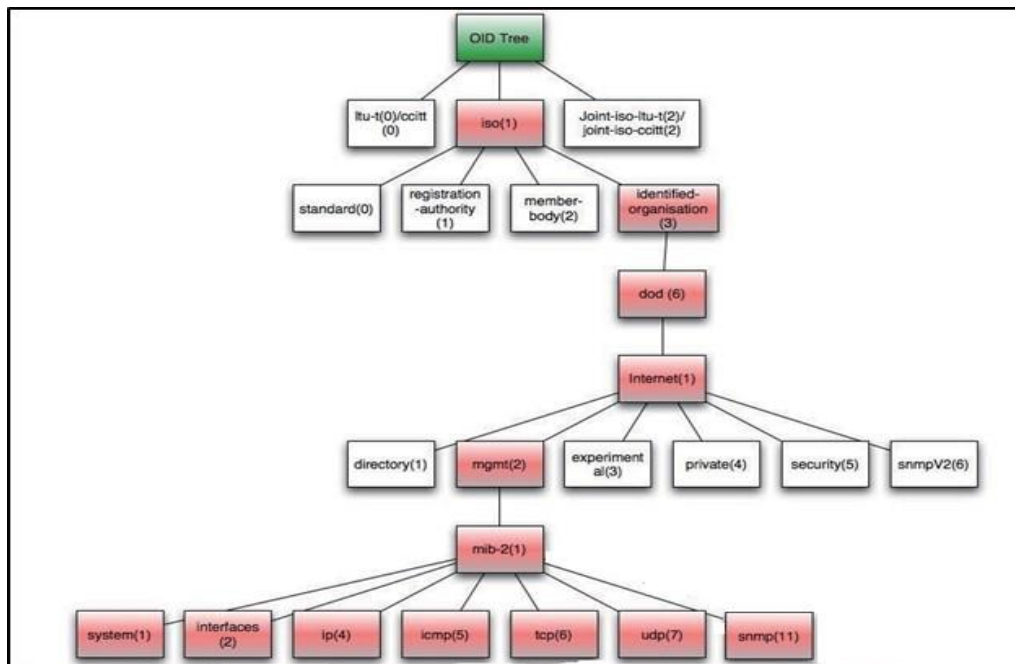 OID Tree
ltu-t(0)/ccitt
(0)
iso(1)
Joint-iso-ltu-t(2)/
joint-iso-ccitt(2)
standard(0)
registration
-authority
(1)
member-
body(2)
identified-
organisation
(3)
dod (6)
Internet(1)
directory(1)
mgmt(2)
experiment
al(3)
private(4)
security(5)
snmpV2(6)
mib-2(1)
system(1)
interfaces
(2)
ip(4)
icmp(5)
tcp(6)
udp(7)
snmp(11)